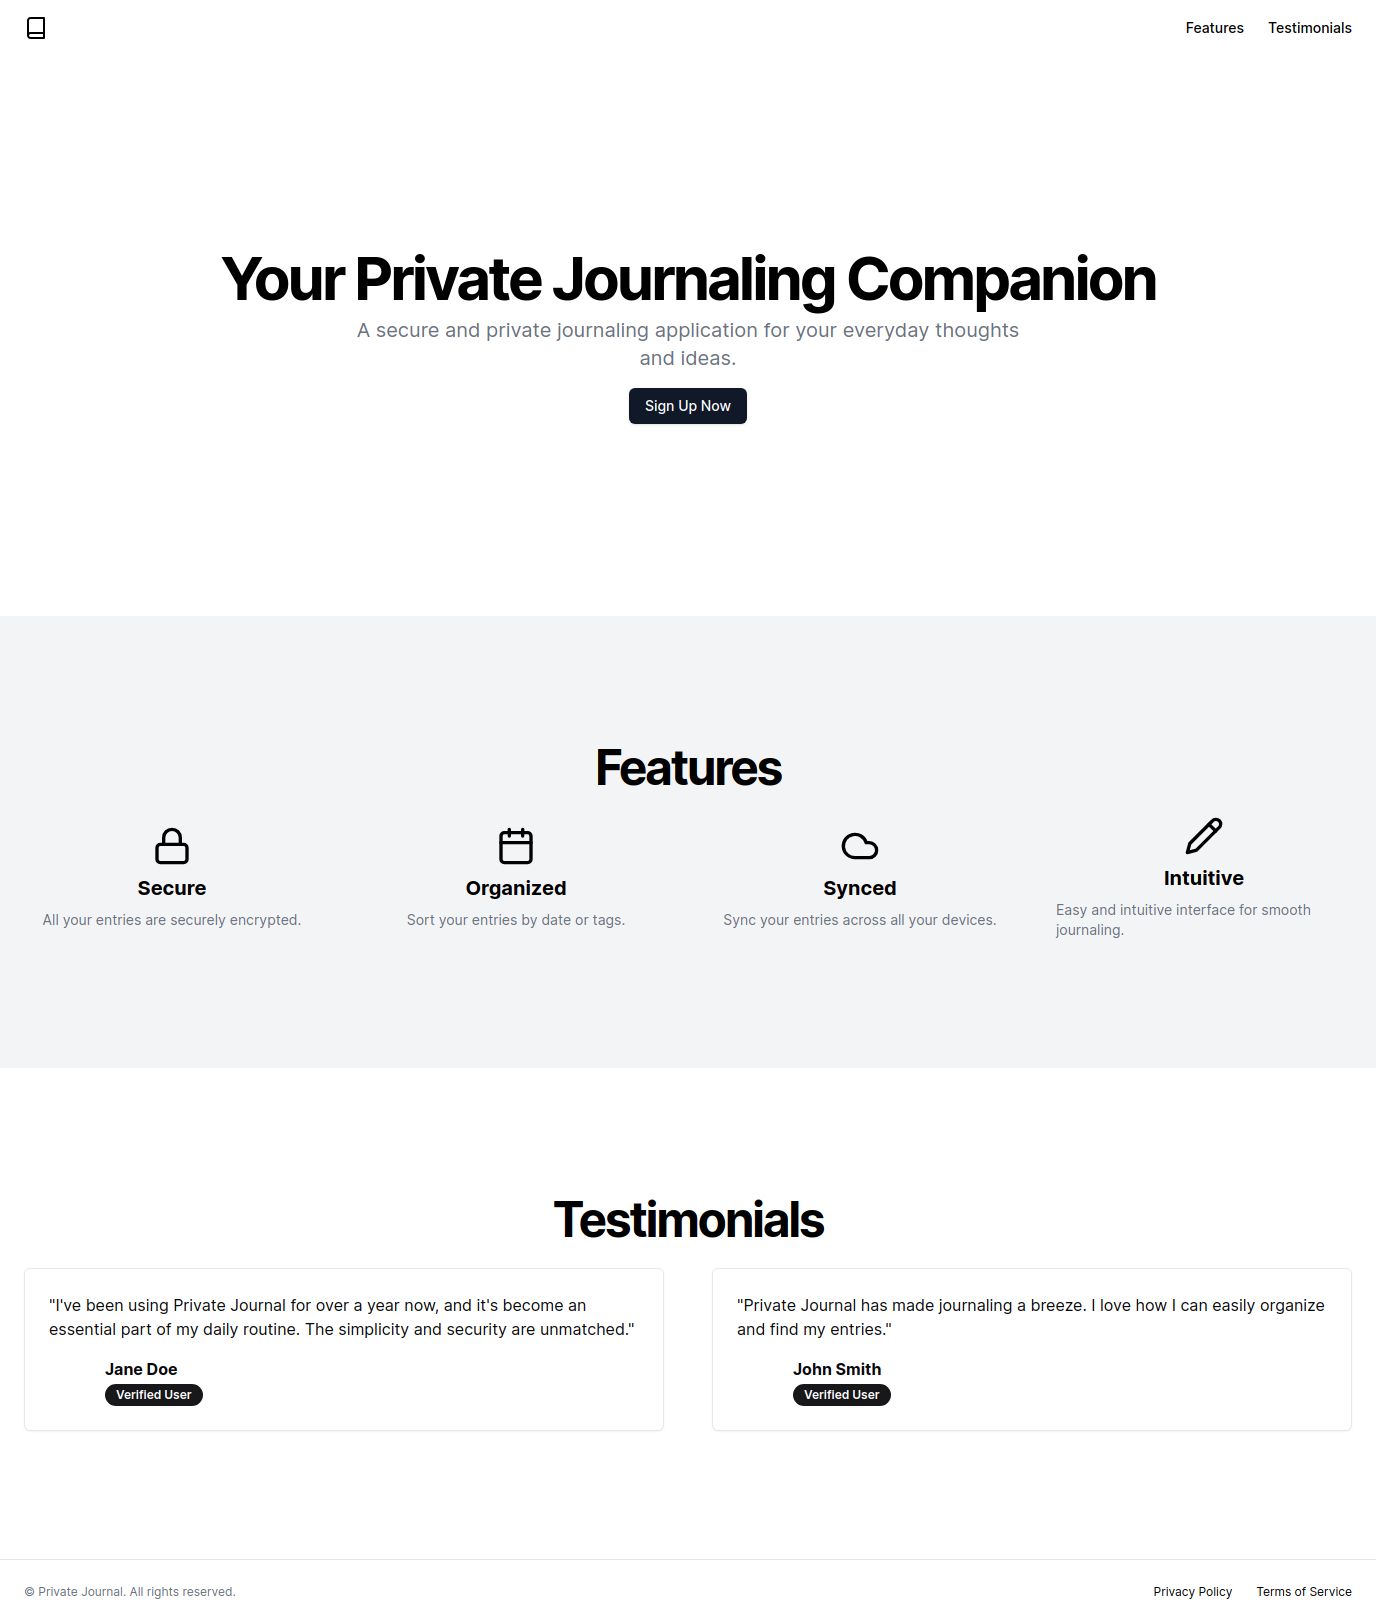 Features
Testimonials
Your Private Journaling Companion
A secure and private journaling application for your everyday thoughts
and ideas.
Sign Up Now
Features
Secure
All your entries are securely encrypted.
Organized
Sort your entries by date or tags.
Synced
Sync your entries across all your devices.
Intuitive
Easy and intuitive interface for smooth
journaling.
Testimonials
"I've been using Private Journal for over a year now, and it's become an
essential part of my daily routine. The simplicity and security are unmatched."
Jane Doe
Verified User
"Private Journal has made journaling a breeze. I love how I can easily organize
and find my entries."
John Smith
Verified User
© Private Journal. All rights reserved.
Privacy Policy
Terms of Service